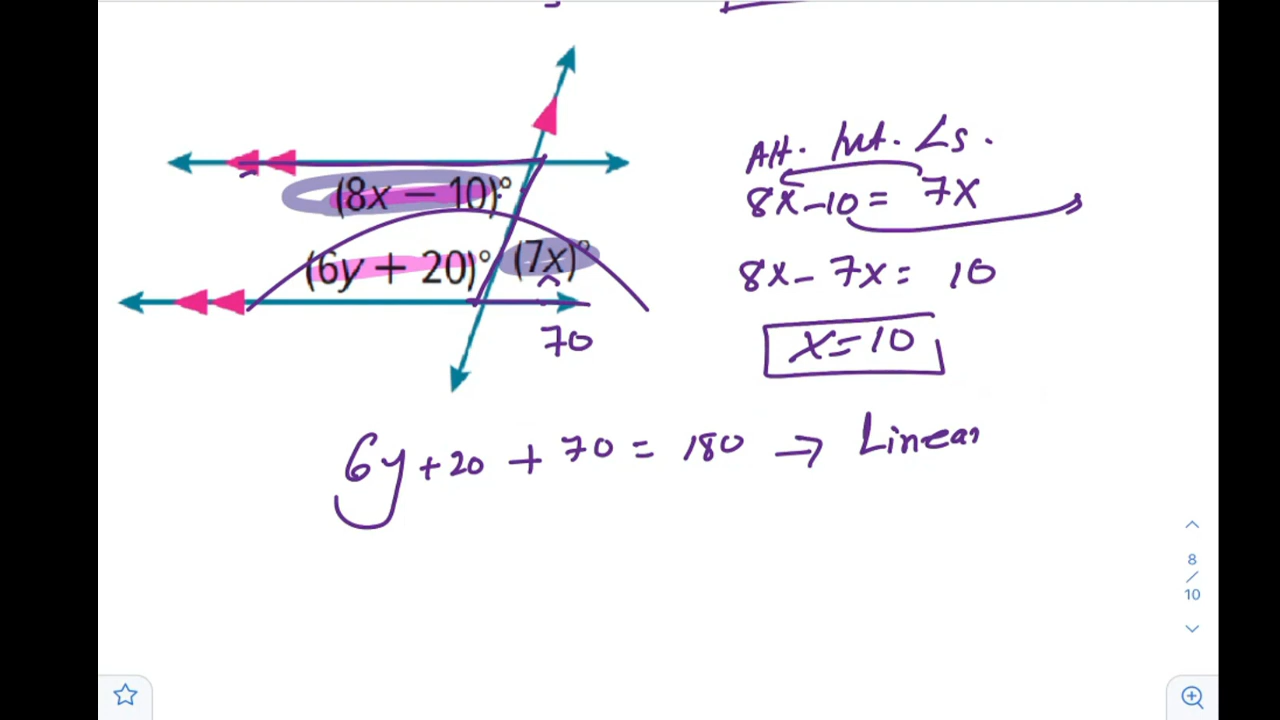 (8x − 10)°
(6y + 20)° (7x)°
70
Alt. Int. ∠s.
8x-10 = 7x
8x - 7x = 10
x=10
6y+20 + 70 = 180 → Linear
8
/
10